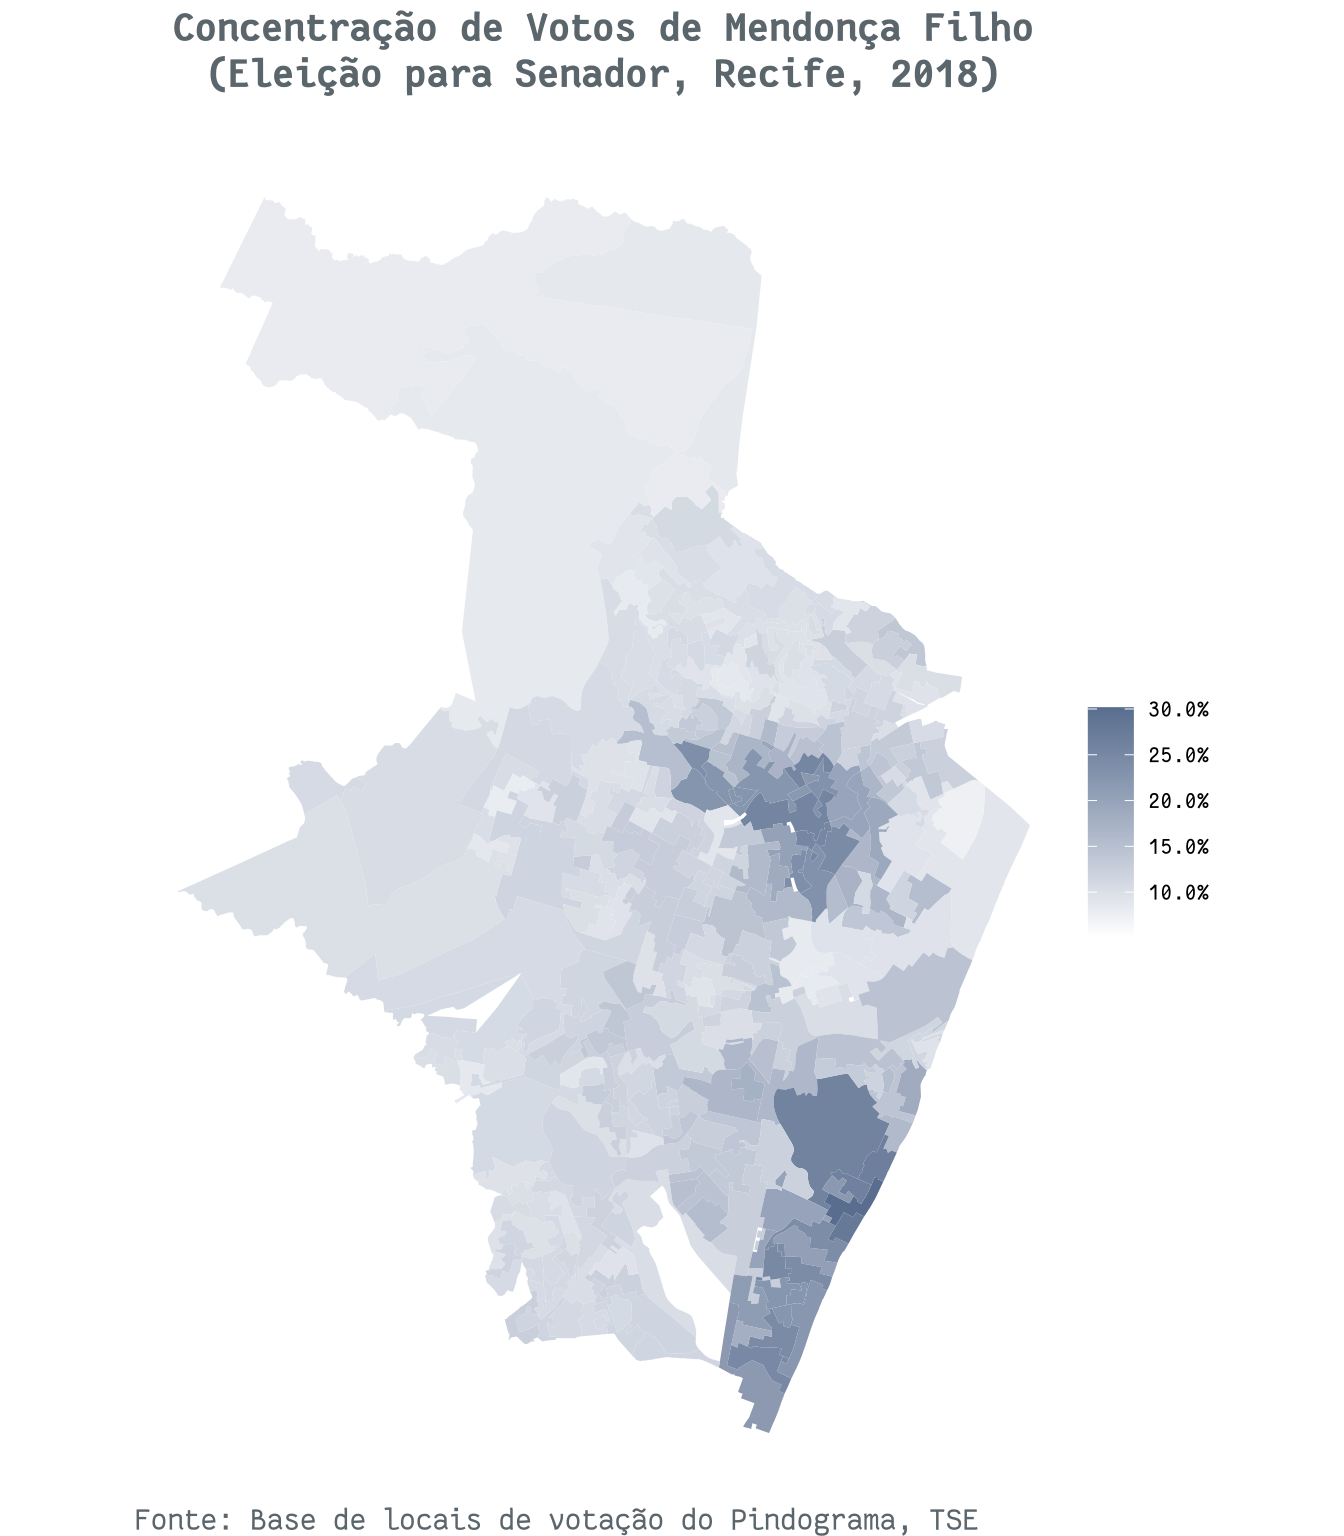 Concentração de Votos de Mendonça Filho
(Eleição para Senador, Recife, 2018)
30.0%
25.0%
20.0%
15.0%
10.0%
Fonte: Base de locais de votação do Pindograma, TSE